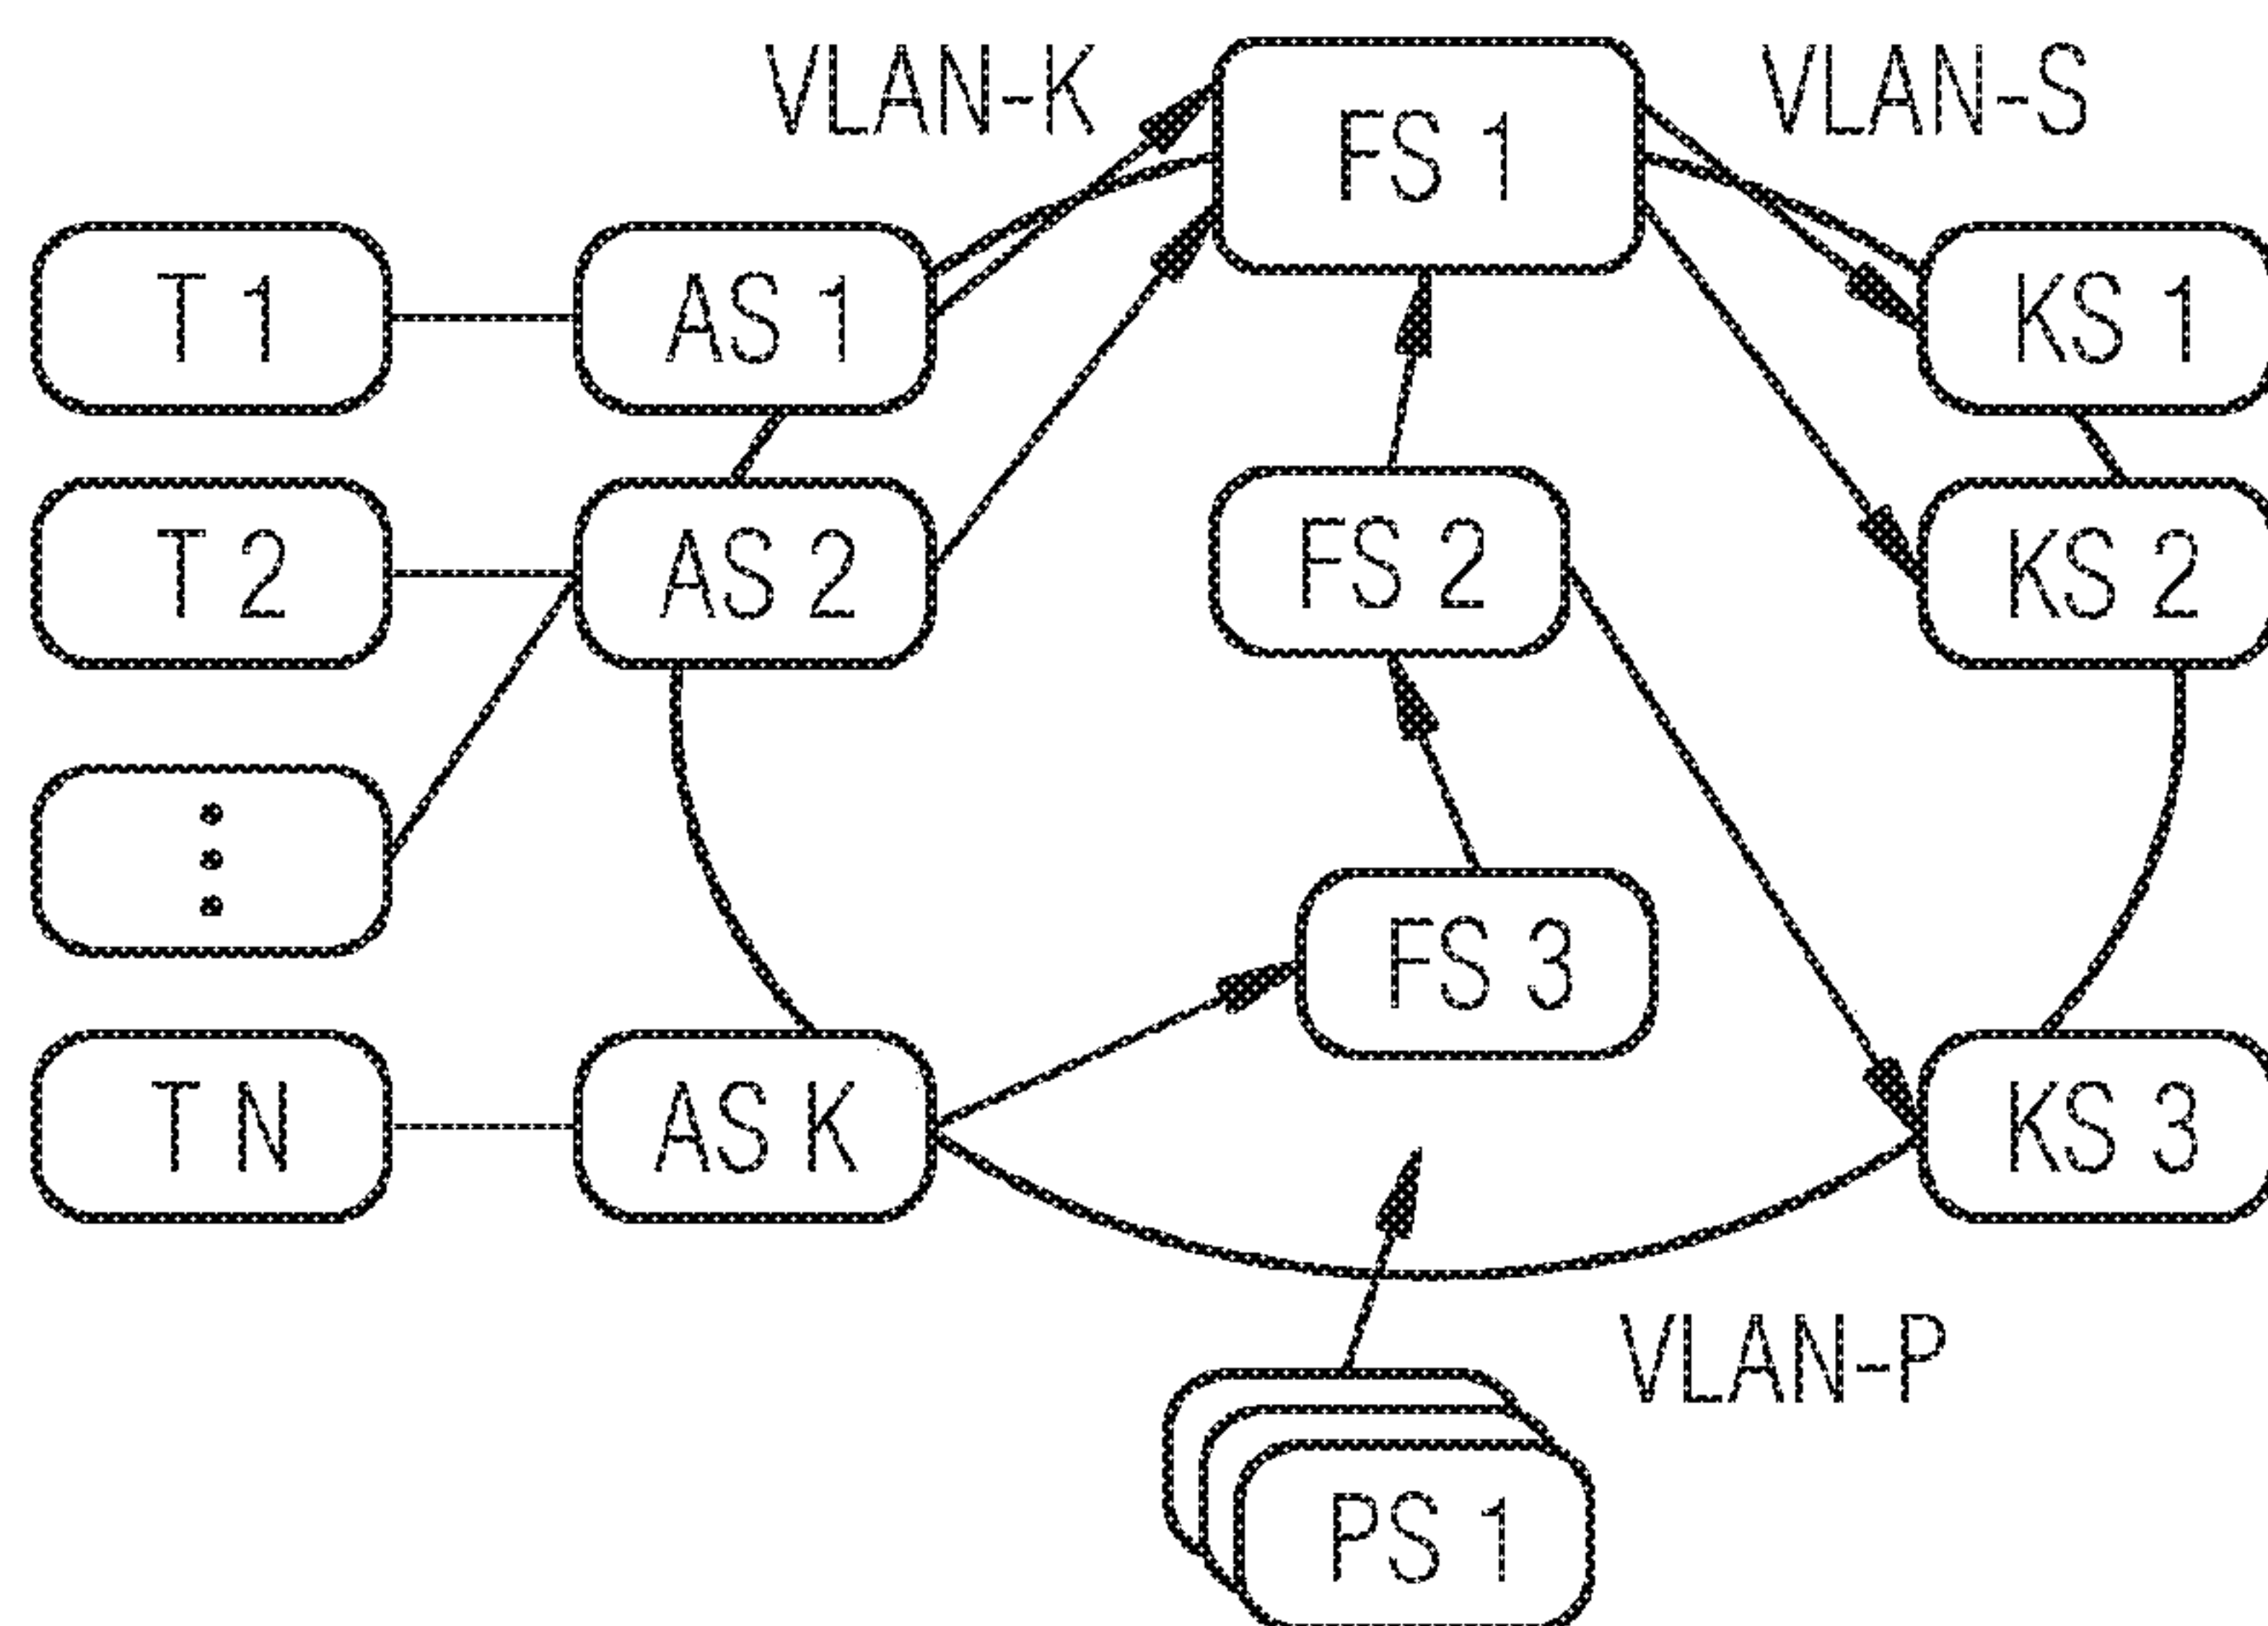 VLAN-K
FS 1
VLAN-S
T 1
AS 1
KS 1
T 2
AS 2
FS 2
KS 2
FS 3
T N
AS K
KS 3
VLAN-P
PS 1